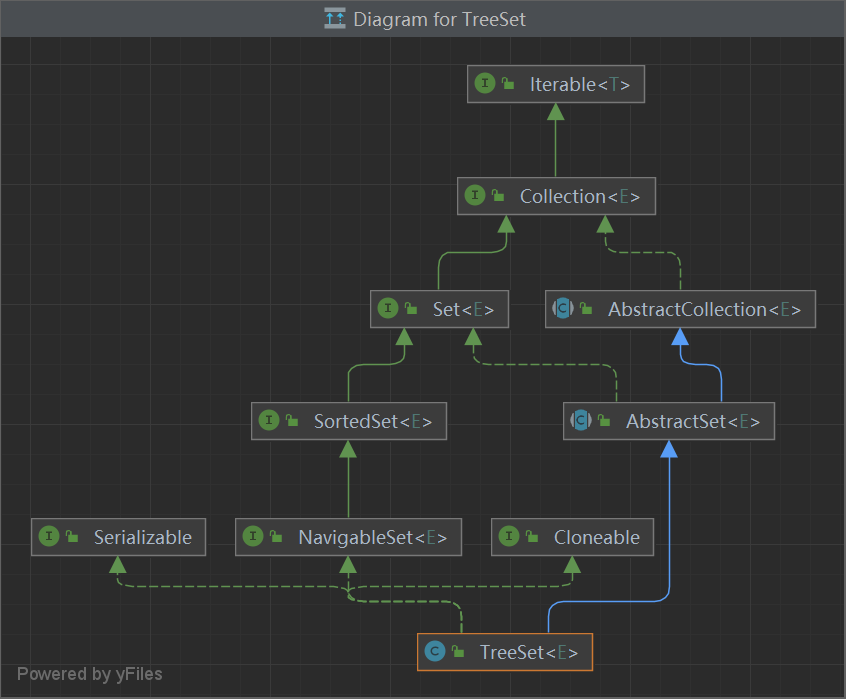 Diagram for TreeSet
I Iterable<T>
I Collection<E>
I Set<E>
C AbstractCollection<E>
I SortedSet<E>
C AbstractSet<E>
I Serializable
I NavigableSet<E>
I Cloneable
C TreeSet<E>
Powered by yFiles